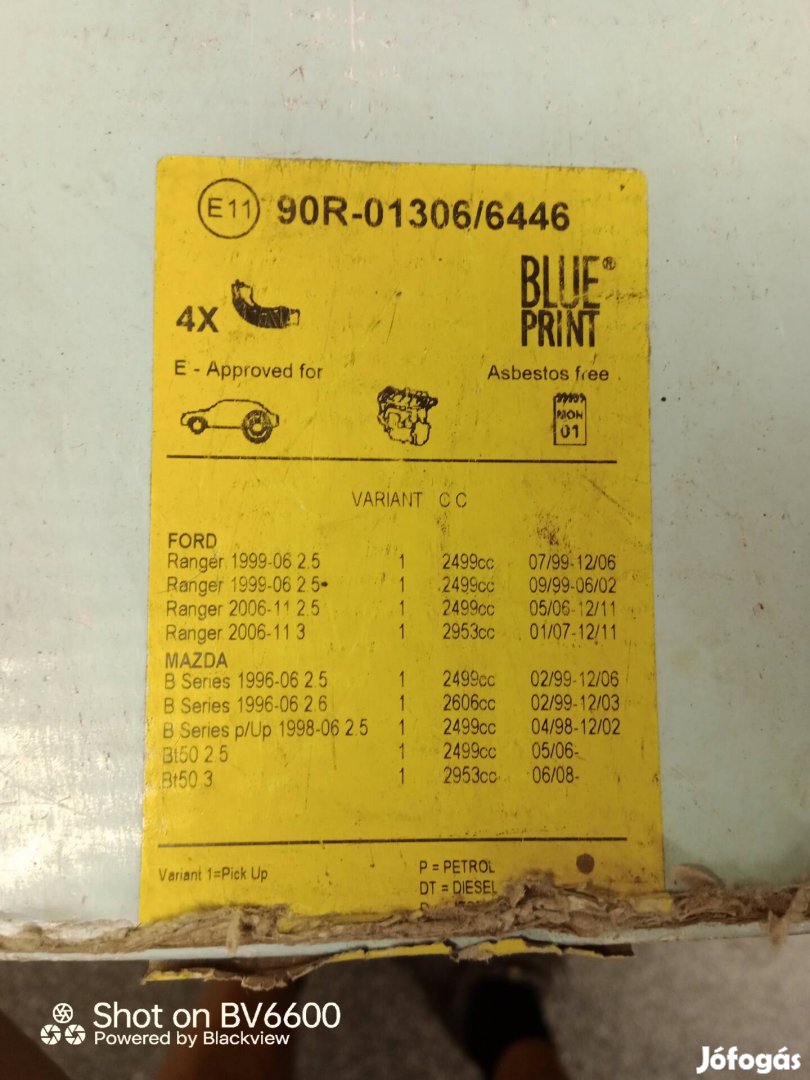 E11 90R-01306/6446
BLUE®
PRINT
4X
E - Approved for
Asbestos free
MON
01
VARIANT CC
FORD
Ranger 1999-06 2.5 1 2499cc 07/99-12/06
Ranger 1999-06 2.5 1 2499cc 09/99-06/02
Ranger 2006-11 2.5 1 2499cc 05/06-12/11
Ranger 2006-11 3 1 2953cc 01/07-12/11
MAZDA
B Series 1996-06 2.5 1 2499cc 02/99-12/06
B Series 1996-06 2.6 1 2606cc 02/99-12/03
B Series p/Up 1998-06 2.5 1 2499cc 04/98-12/02
Bt50 2.5 1 2499cc 05/06-
Bt50 3 1 2953cc 06/08-
Variant 1=Pick Up
P = PETROL
DT = DIESEL
Shot on BV6600
Powered by Blackview
Jófogás